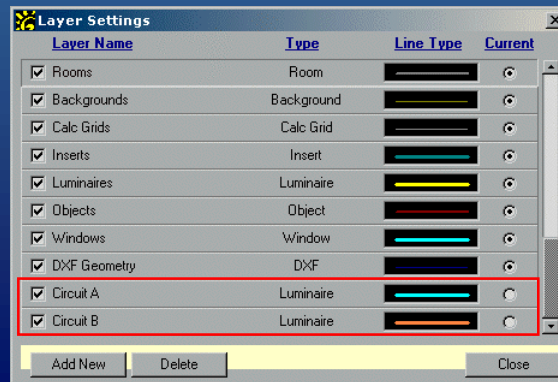 Layer Settings
Layer Name Type Line Type Current
Rooms Room
Backgrounds Background
Calc Grids Calc Grid
Inserts Insert
Luminaires Luminaire
Objects Object
Windows Window
DXF Geometry DXF
Circuit A Luminaire
Circuit B Luminaire
Add New Delete Close